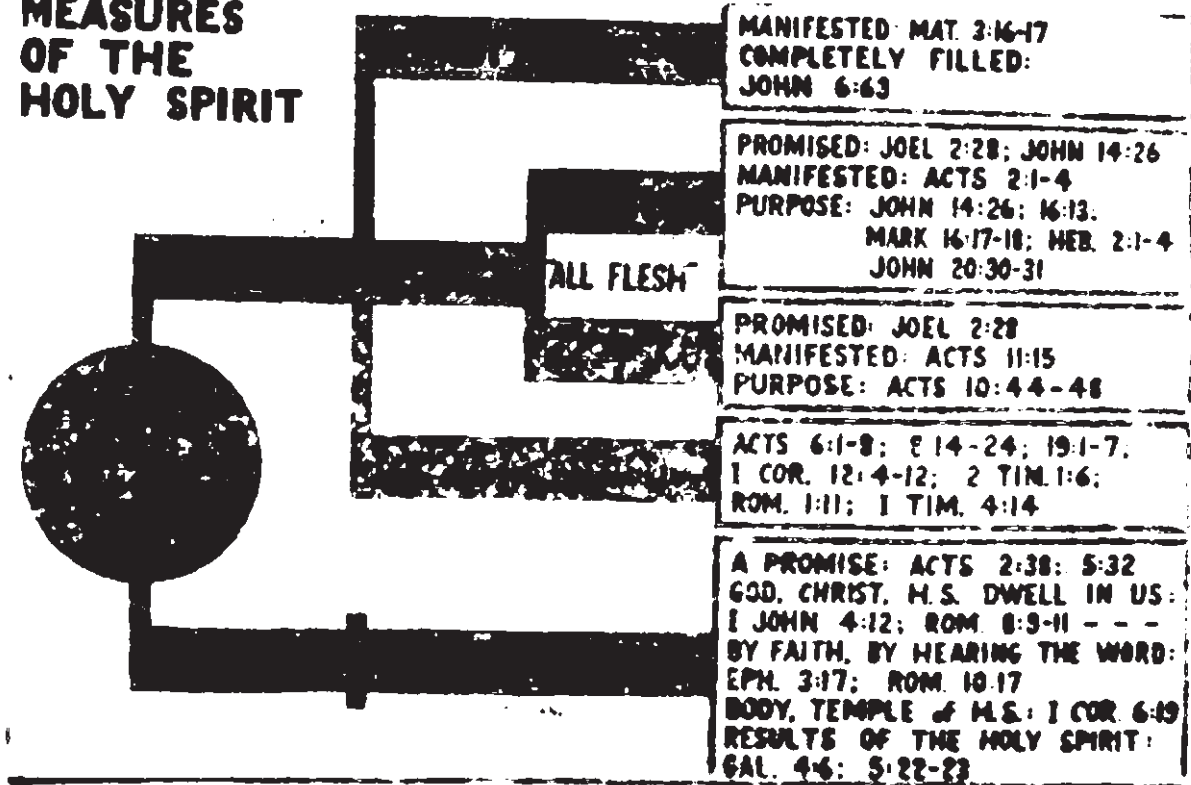 MEASURES
OF THE
HOLY SPIRIT
MANIFESTED: MAT. 3:16-17
COMPLETELY FILLED:
JOHN 6:63
PROMISED: JOEL 2:28; JOHN 14:26
MANIFESTED: ACTS 2:1-4
PURPOSE: JOHN 14:26; 16:13.
MARK 16:17-18; HEB. 2:1-4
JOHN 20:30-31
ALL FLESH
PROMISED: JOEL 2:28
MANIFESTED: ACTS 11:15
PURPOSE: ACTS 10:44-48
ACTS 6:1-8; 14-24; 19:1-7.
I COR. 12:4-12; 2 TIM. 1:6;
ROM. 1:11; I TIM. 4:14
A PROMISE: ACTS 2:38; 5:32
GOD, CHRIST, H.S. DWELL IN US:
I JOHN 4:12; ROM. 8:9-11 - - -
BY FAITH, BY HEARING THE WORD:
EPH. 3:17; ROM. 10:17
BODY, TEMPLE of H.S.: I COR. 6:19
RESULTS OF THE HOLY SPIRIT:
GAL. 4:6; 5:22-23